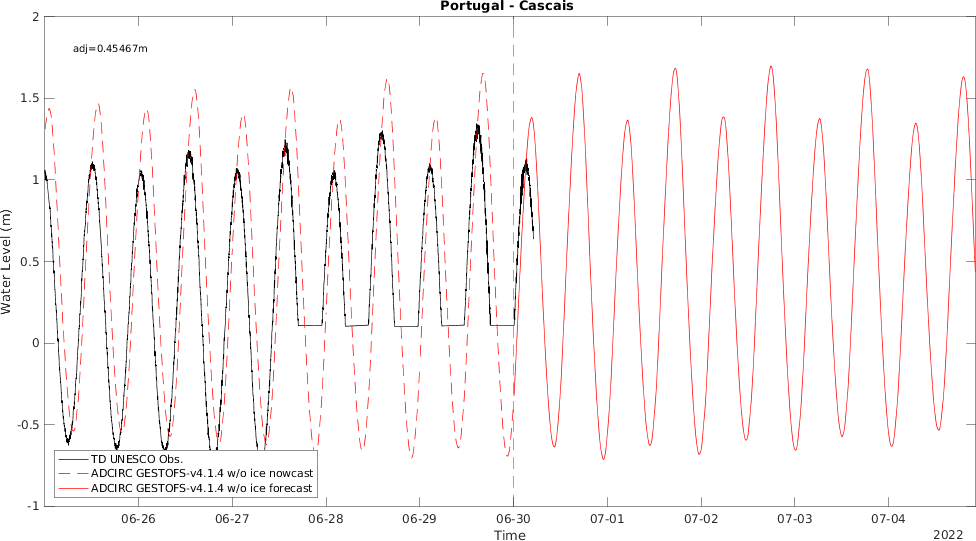 Portugal - Cascais
adj=0.45467m
2
1.5
1
0.5
0
-0.5
-1
Water Level (m)
TD UNESCO Obs.
ADCIRC GESTOFS-v4.1.4 w/o ice nowcast
ADCIRC GESTOFS-v4.1.4 w/o ice forecast
06-26 06-27 06-28 06-29 06-30 07-01 07-02 07-03 07-04
Time
2022